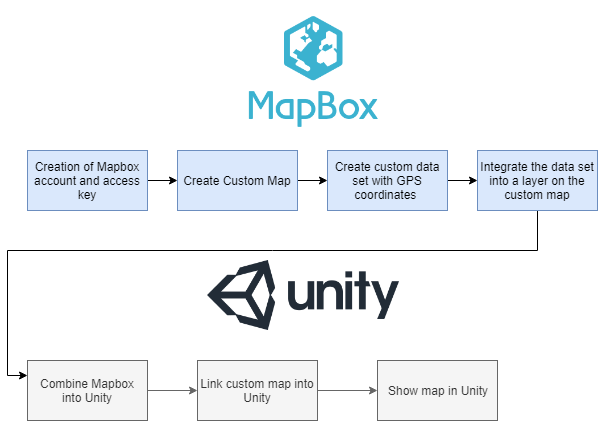 MapBox
Creation of Mapbox
account and access
key
Create Custom Map
Create custom data
set with GPS
coordinates
Integrate the data set
into a layer on the
custom map
unity
Combine Mapbox
into Unity
Link custom map into
Unity
Show map in Unity